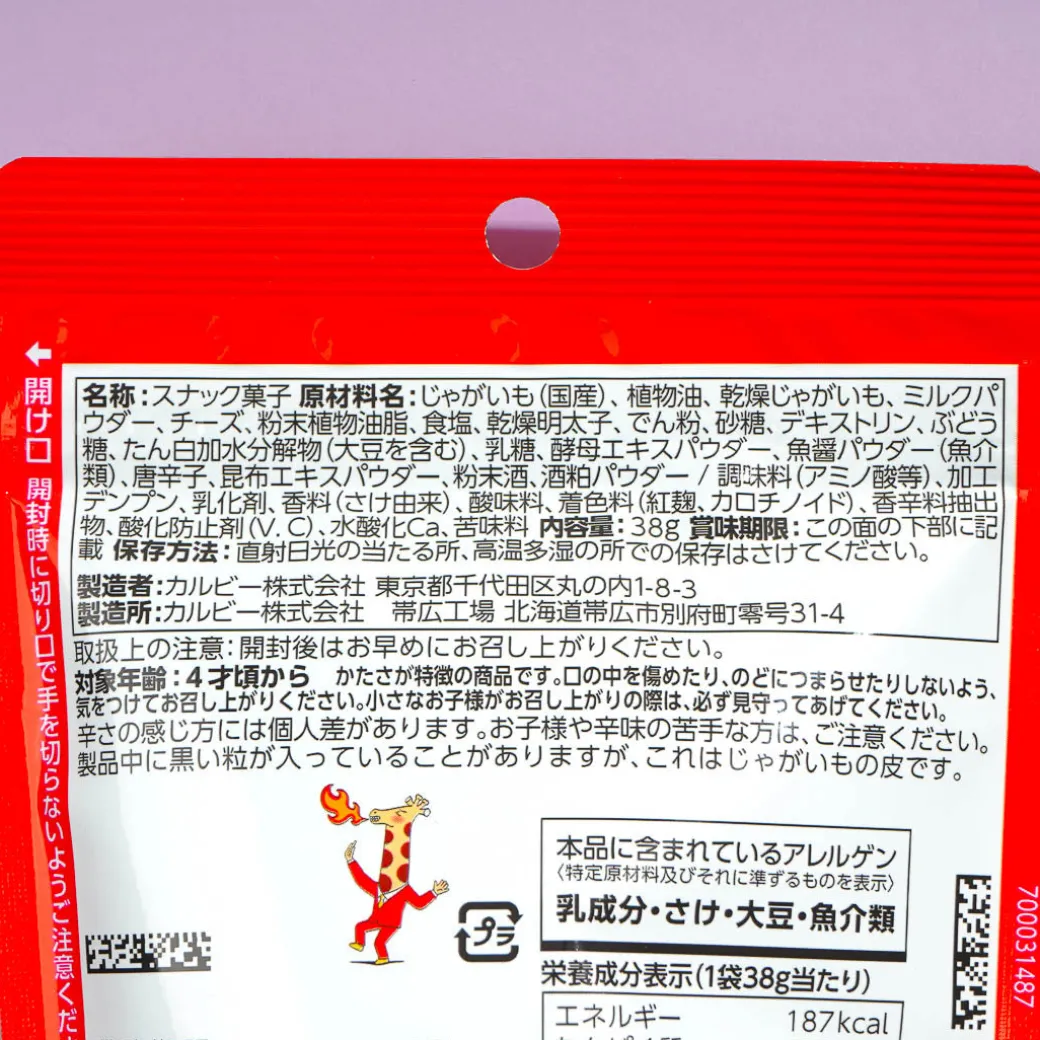 名称:スナック菓子 原材料名:じゃがいも(国産)、植物油、乾燥じゃがいも、ミルクパ
ウダー、チーズ、粉末植物油脂、食塩、乾燥明太子、でん粉、砂糖、デキストリン、ぶどう
糖、たん白加水分解物(大豆を含む)、乳糖、酵母エキスパウダー、魚醤パウダー(魚介
類)、唐辛子、昆布エキスパウダー、粉末酒、酒粕パウダー / 調味料(アミノ酸等)、加工
デンプン、乳化剤、香料(さけ由来)、酸味料、着色料(紅麹、カロチノイド)、香辛料抽出
物、酸化防止剤(V.C)、水酸化Ca、苦味料 内容量:38g 賞味期限:この面の下部に記
載 保存方法:直射日光の当たる所、高温多湿の所での保存はさけてください。
製造者:カルビー株式会社 東京都千代田区丸の内1-8-3
製造所:カルビー株式会社 帯広工場 北海道帯広市別府町零号31-4
取扱上の注意:開封後はお早めにお召し上がりください。
対象年齢:4才頃から かたさが特徴の商品です。口の中を傷めたり、のどにつまらせたりしないよう、
気をつけてお召し上がりください。小さなお子様がお召し上がりの際は、必ず見守ってあげてください。
辛さの感じ方には個人差があります。お子様や辛味の苦手な方は、ご注意ください。
製品中に黒い粒が入っていることがありますが、これはじゃがいもの皮です。
←開け口 開封時に切り口で手を切らないようご注意くだ
プラ
本品に含まれているアレルゲン
〈特定原材料及びそれに準ずるものを表示〉
乳成分・さけ・大豆・魚介類
栄養成分表示(1袋38g当たり)
エネルギー 187kcal
700031487